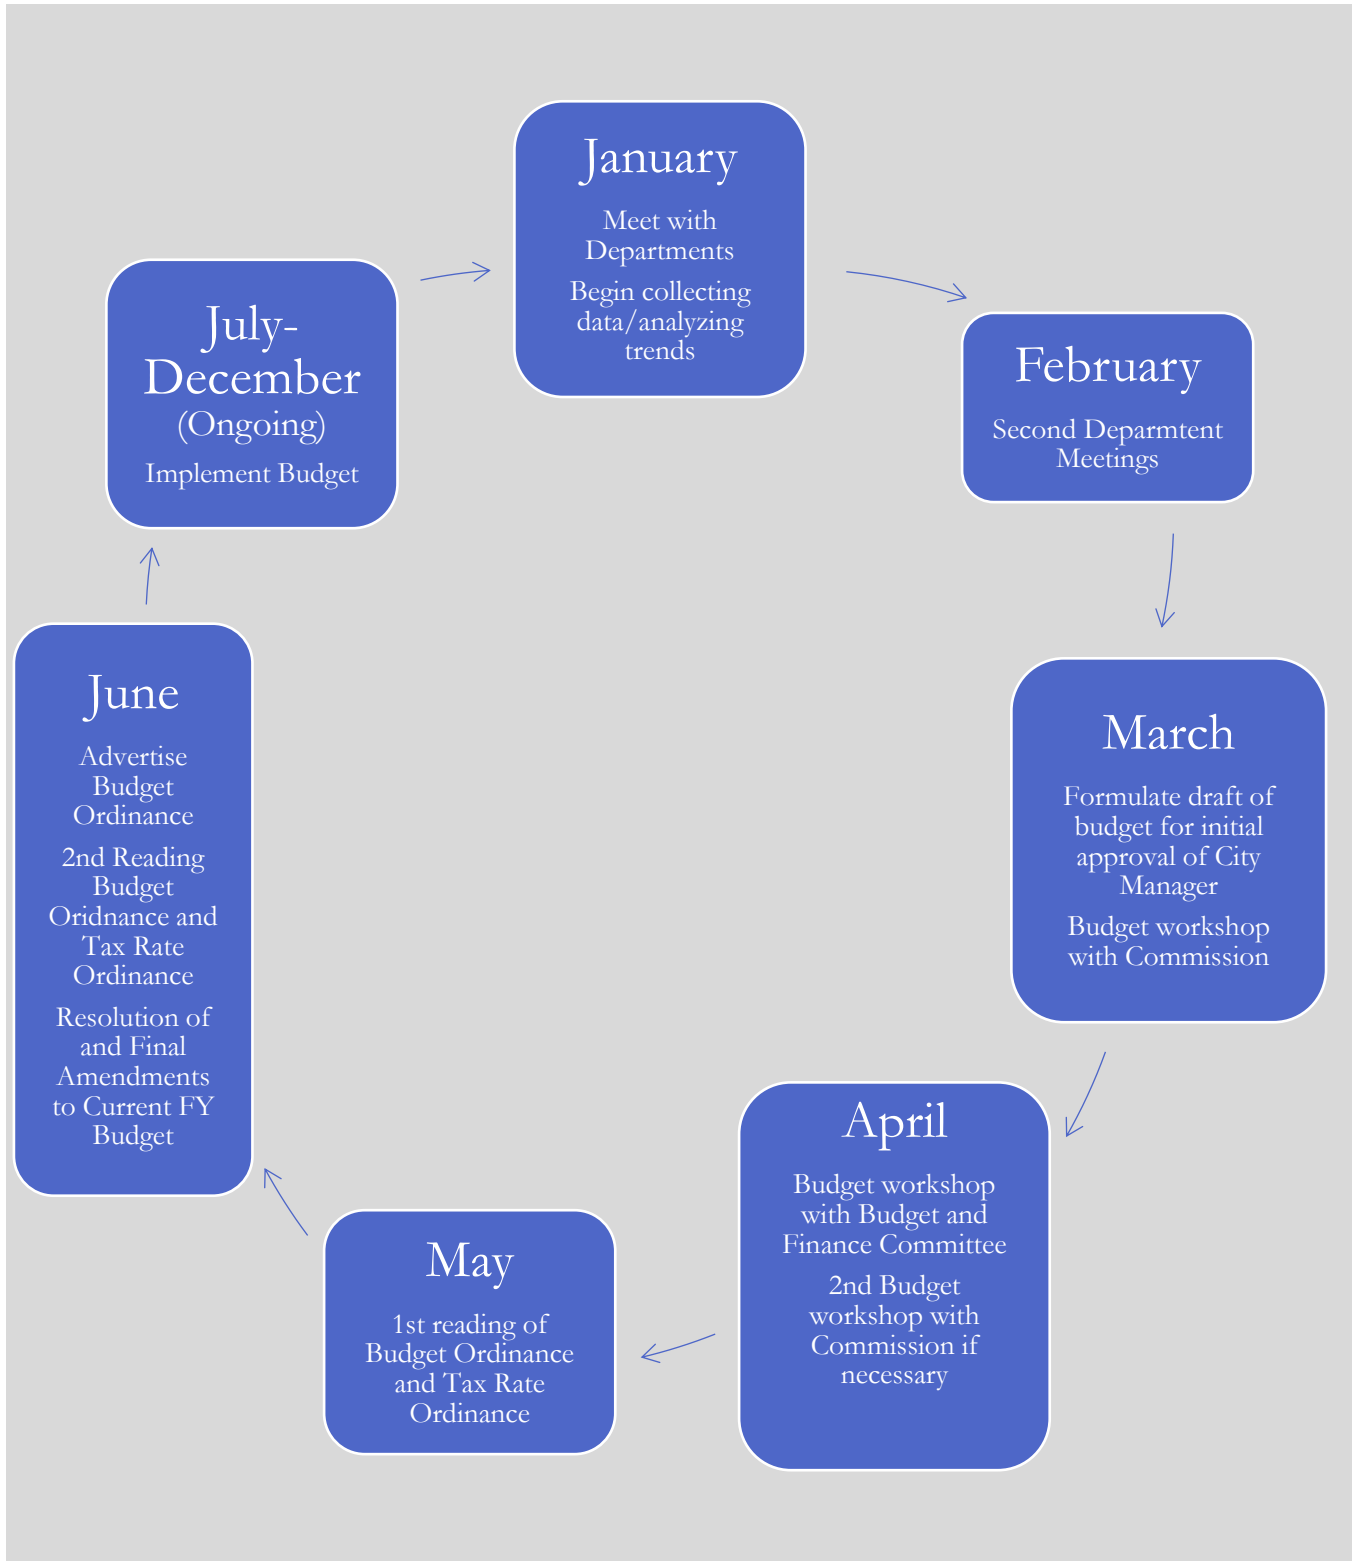 January
Meet with
Departments
Begin collecting
data/analyzing
trends
February
Second Deparmtent
Meetings
March
Formulate draft of
budget for initial
approval of City
Manager
Budget workshop
with Commission
April
Budget workshop
with Budget and
Finance Committee
2nd Budget
workshop with
Commission if
necessary
May
1st reading of
Budget Ordinance
and Tax Rate
Ordinance
June
Advertise
Budget
Ordinance
2nd Reading
Budget
Oridnance and
Tax Rate
Ordinance
Resolution of
and Final
Amendments
to Current FY
Budget
July-
December
(Ongoing)
Implement Budget